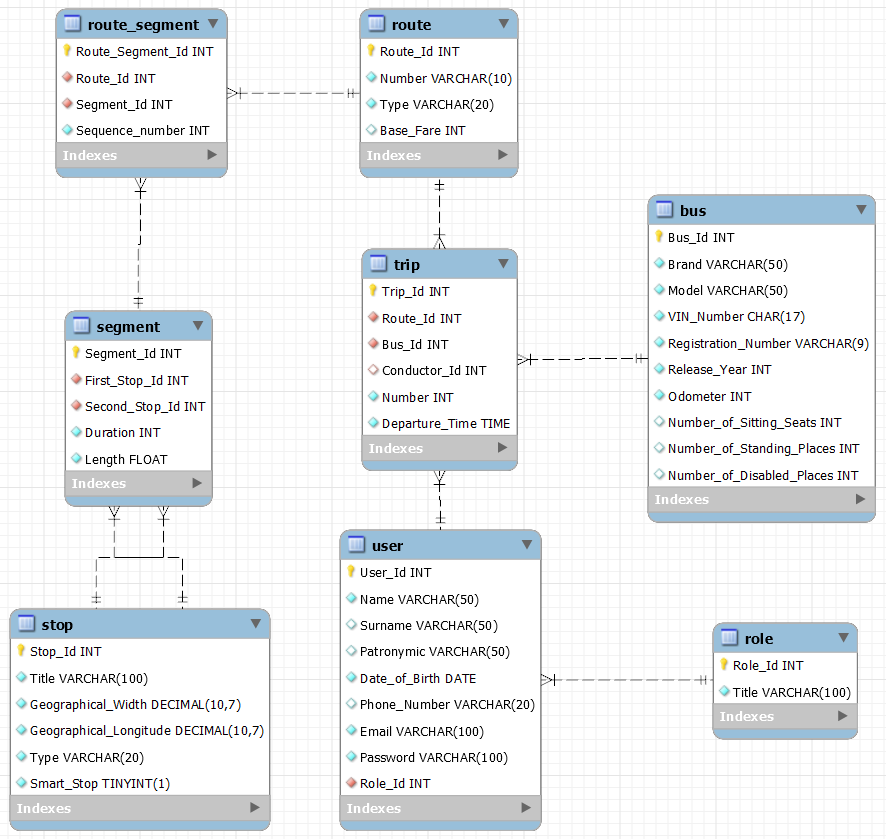 route_segment
Route_Segment_Id INT
Route_Id INT
Segment_Id INT
Sequence_number INT
Indexes
route
Route_Id INT
Number VARCHAR(10)
Type VARCHAR(20)
Base_Fare INT
Indexes
bus
Bus_Id INT
Brand VARCHAR(50)
Model VARCHAR(50)
VIN_Number CHAR(17)
Registration_Number VARCHAR(9)
Release_Year INT
Odometer INT
Number_of_Sitting_Seats INT
Number_of_Standing_Places INT
Number_of_Disabled_Places INT
Indexes
trip
Trip_Id INT
Route_Id INT
Bus_Id INT
Conductor_Id INT
Number INT
Departure_Time TIME
Indexes
segment
Segment_Id INT
First_Stop_Id INT
Second_Stop_Id INT
Duration INT
Length FLOAT
Indexes
user
User_Id INT
Name VARCHAR(50)
Surname VARCHAR(50)
Patronymic VARCHAR(50)
Date_of_Birth DATE
Phone_Number VARCHAR(20)
Email VARCHAR(100)
Password VARCHAR(100)
Role_Id INT
Indexes
stop
Stop_Id INT
Title VARCHAR(100)
Geographical_Width DECIMAL(10,7)
Geographical_Longitude DECIMAL(10,7)
Type VARCHAR(20)
Smart_Stop TINYINT(1)
Indexes
role
Role_Id INT
Title VARCHAR(100)
Indexes